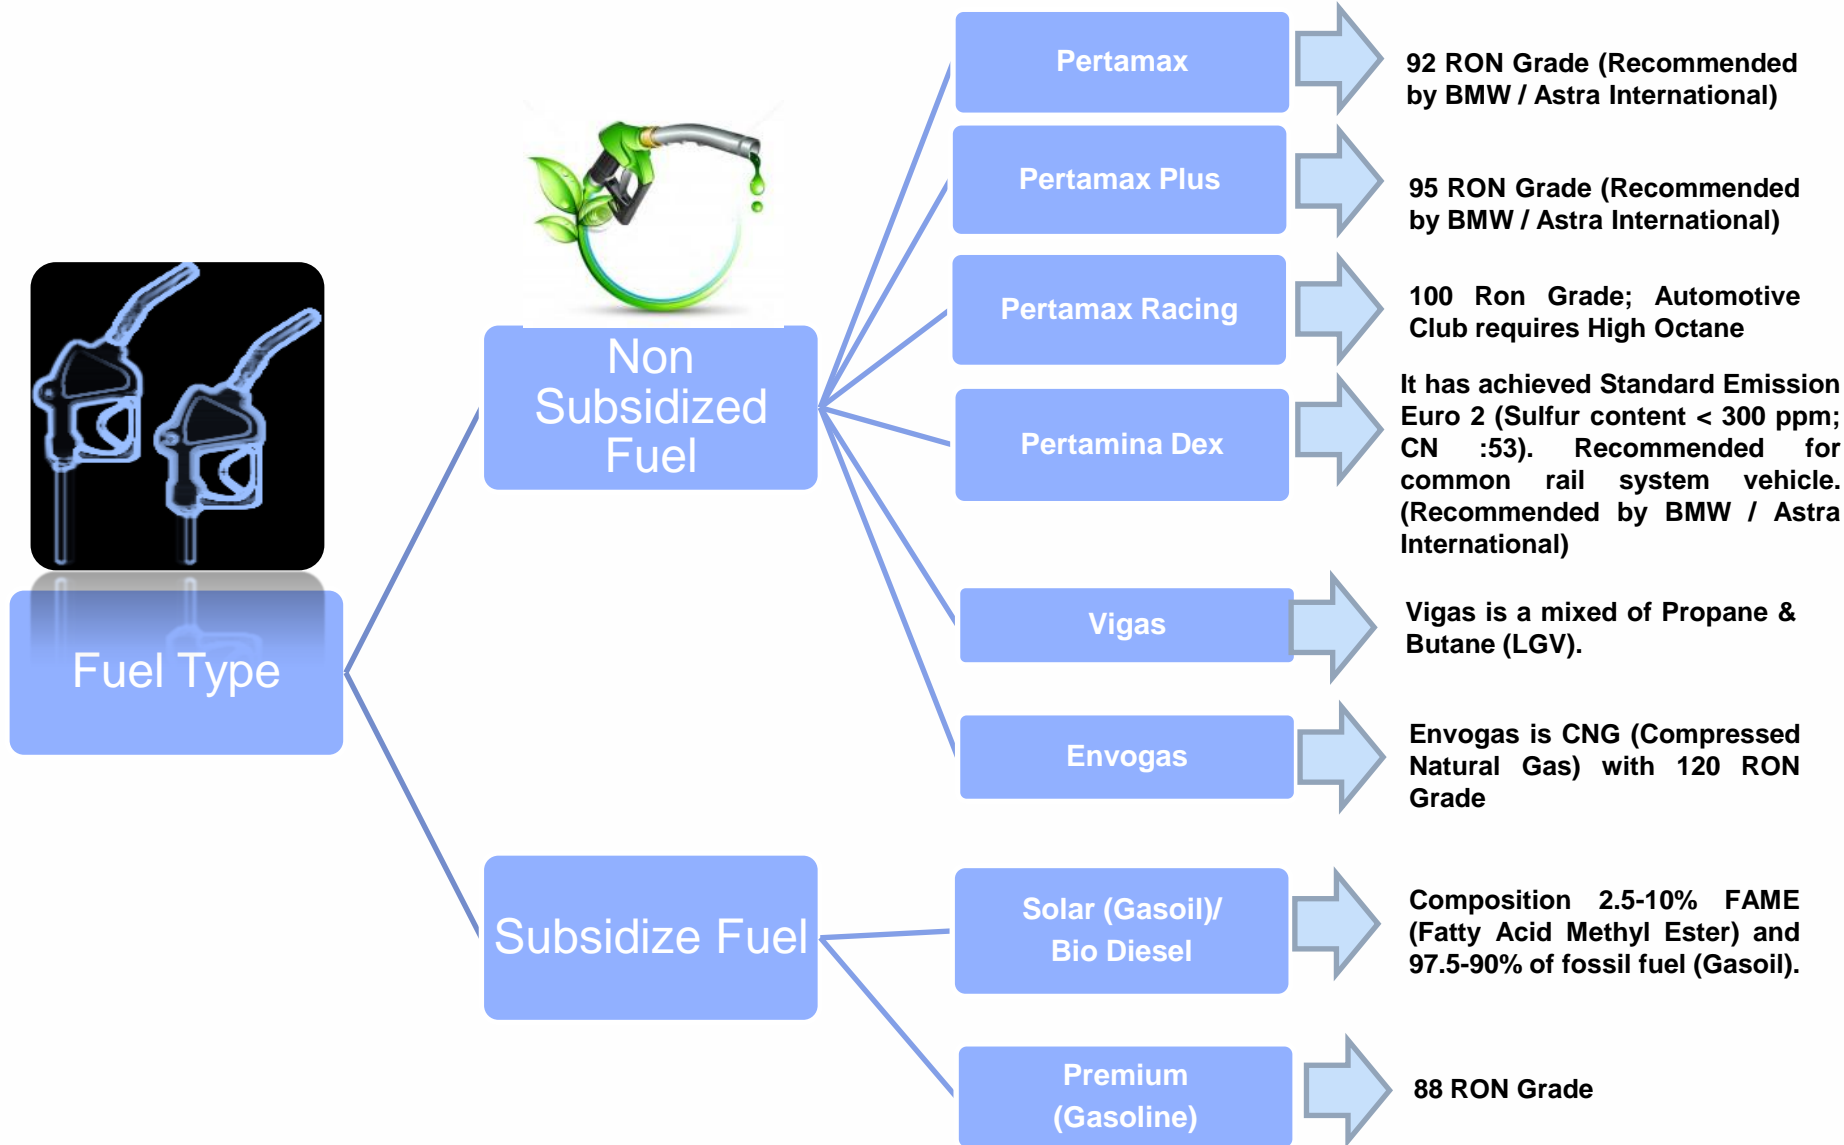 Fuel Type
Non
Subsidized
Fuel
Pertamax
92 RON Grade (Recommended
by BMW / Astra International)
Pertamax Plus
95 RON Grade (Recommended
by BMW / Astra International)
Pertamax Racing
100 Ron Grade; Automotive
Club requires High Octane
Pertamina Dex
It has achieved Standard Emission
Euro 2 (Sulfur content < 300 ppm;
CN :53). Recommended for
common rail system vehicle.
(Recommended by BMW / Astra
International)
Vigas
Vigas is a mixed of Propane &
Butane (LGV).
Envogas
Envogas is CNG (Compressed
Natural Gas) with 120 RON
Grade
Subsidize Fuel
Solar (Gasoil)/
Bio Diesel
Composition 2.5-10% FAME
(Fatty Acid Methyl Ester) and
97.5-90% of fossil fuel (Gasoil).
Premium
(Gasoline)
88 RON Grade